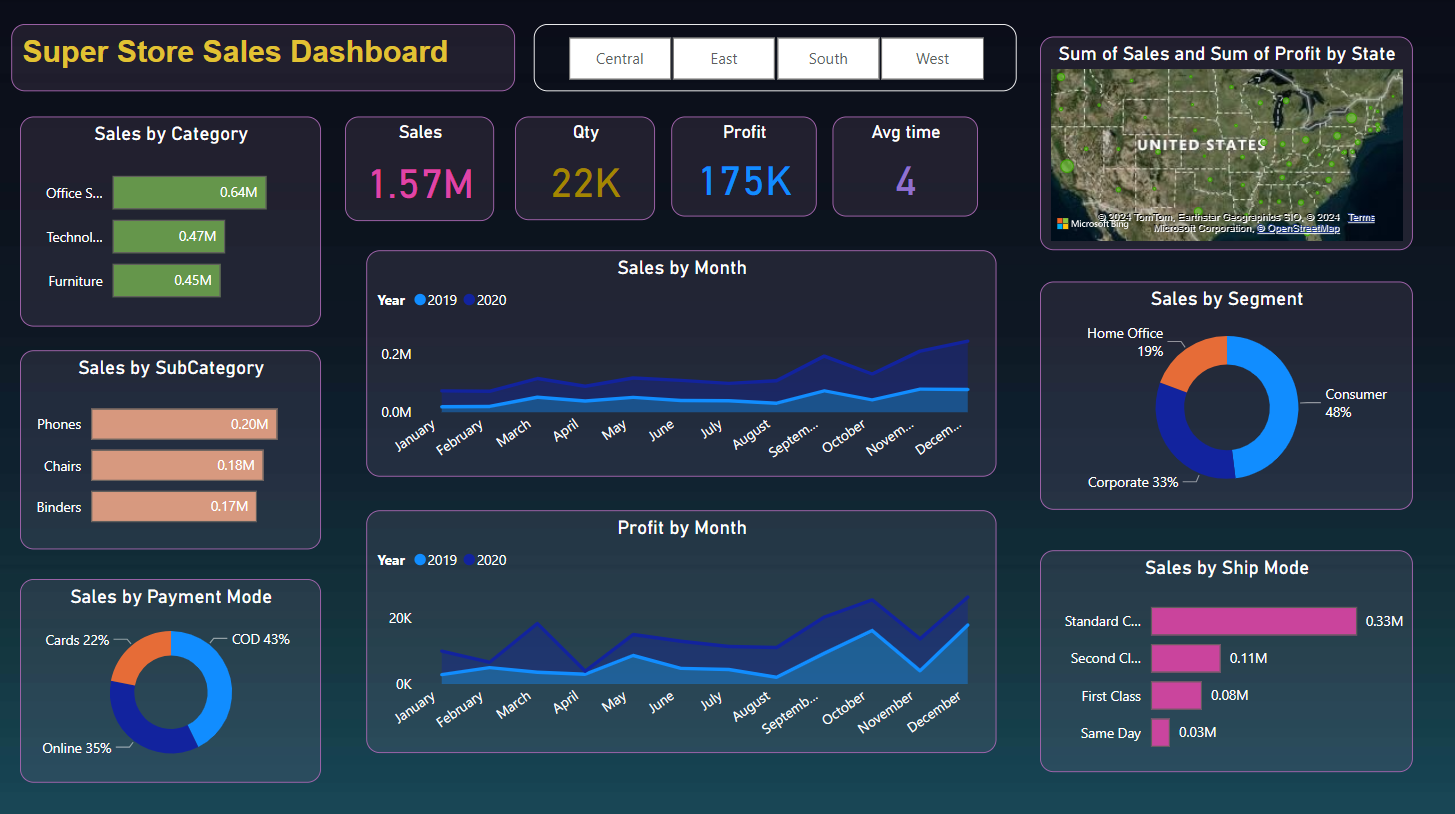 Super Store Sales Dashboard
Central
East
South
West
Sales by Category
Office S...
0.64M
Technol...
0.47M
Furniture
0.45M
Sales by SubCategory
Phones
0.20M
Chairs
0.18M
Binders
0.17M
Sales by Payment Mode
Cards 22%
COD 43%
Online 35%
Sales
1.57M
Qty
22K
Profit
175K
Avg time
4
Sales by Month
Year 2019 2020
0.2M
0.0M
January
February
March
April
May
June
July
August
Septem...
October
Novem...
Decem...
Profit by Month
Year 2019 2020
20K
0K
January
February
March
April
May
June
July
August
Septemb...
October
November
December
Sum of Sales and Sum of Profit by State
UNITED STATES
Microsoft Bing
© 2024 TomTom, Earthstar Geographics SIO, © 2024 Terms
Microsoft Corporation, © OpenStreetMap
Sales by Segment
Home Office
19%
Consumer
48%
Corporate 33%
Sales by Ship Mode
Standard C...
0.33M
Second Cl...
0.11M
First Class
0.08M
Same Day
0.03M